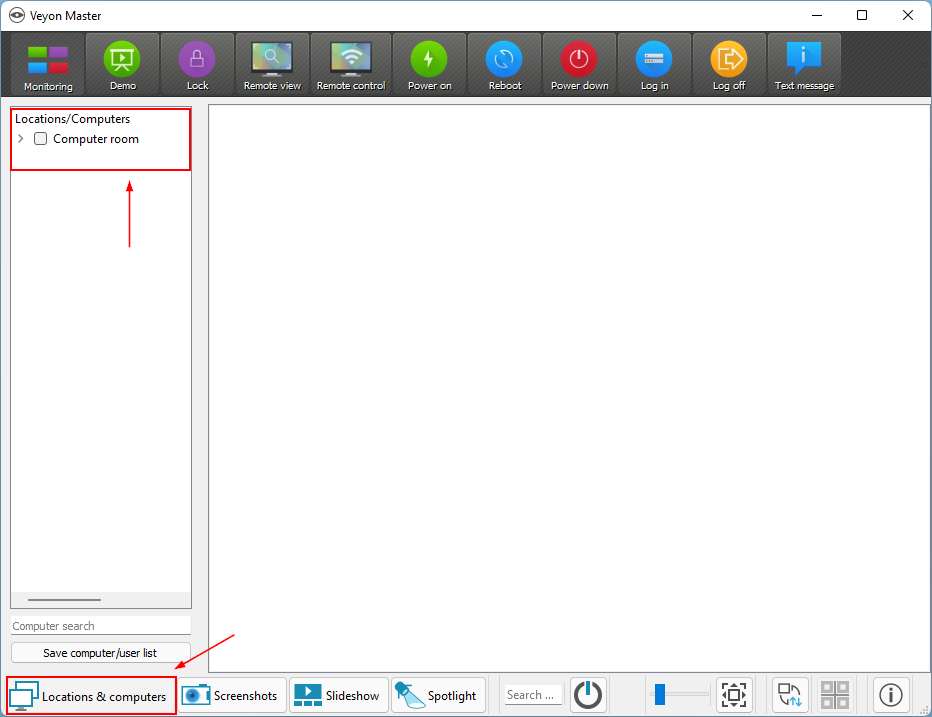 Veyon Master
Monitoring
Demo
Lock
Remote view
Remote control
Power on
Reboot
Power down
Log in
Log off
Text message
Locations/Computers
Computer room
Computer search
Save computer/user list
Locations & computers
Screenshots
Slideshow
Spotlight
Search ...